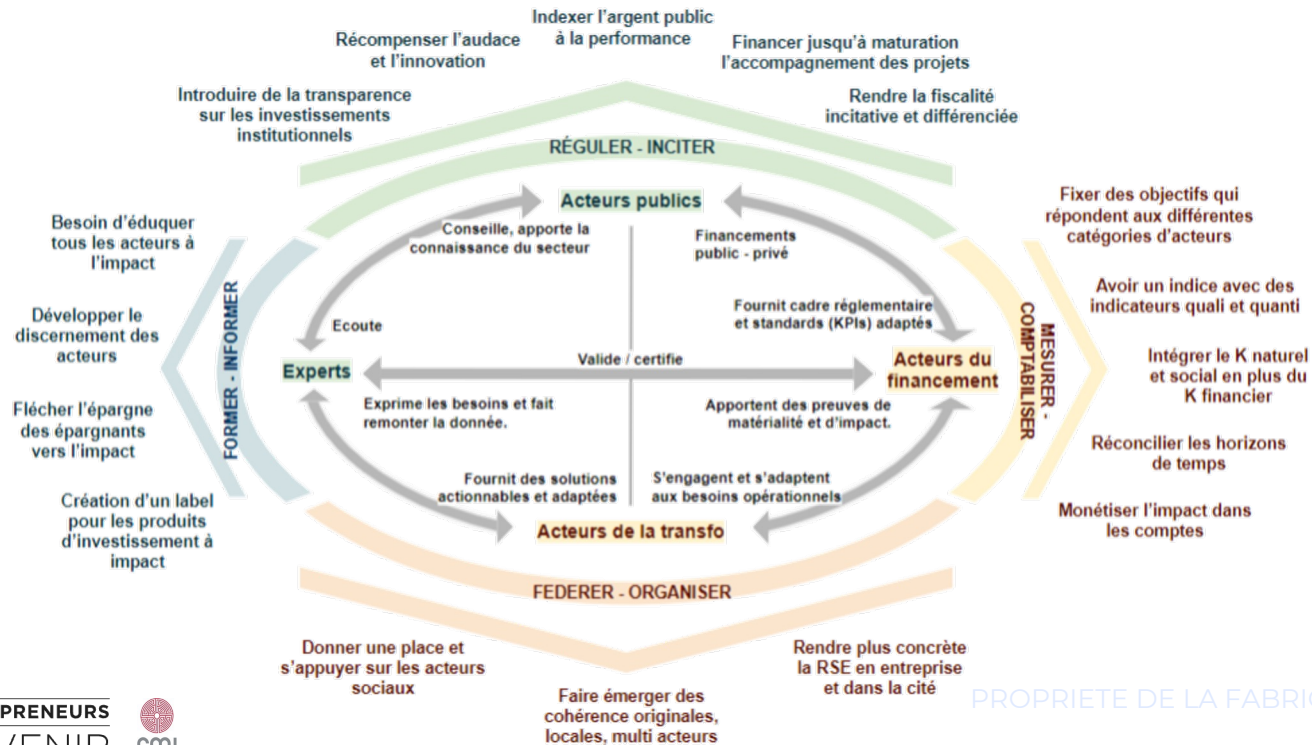 Indexer l'argent public
à la performance
Récompenser l'audace
et l'innovation
Financer jusqu'à maturation
l'accompagnement des projets
Introduire de la transparence
sur les investissements
institutionnels
Rendre la fiscalité
incitative et différenciée
RÉGULER - INCITER
Acteurs publics
Besoin d'éduquer
tous les acteurs à
l'impact
Développer le
discernement des
acteurs
Flécher l'épargne
des épargnants
vers l'impact
Création d'un label
pour les produits
d'investissement à
impact
FORMER - INFORMER
Conseille, apporte la
connaissance du secteur
Financements
public - privé
Ecoute
Fournit cadre réglementaire
et standards (KPIs) adaptés
Experts
Valide / certifie
Acteurs du
financement
Exprime les besoins et fait
remonter la donnée.
Apportent des preuves de
matérialité et d'impact.
Fournit des solutions
actionnables et adaptées
S'engagent et s'adaptent
aux besoins opérationnels
Acteurs de la transfo
MESURER -
COMPTABILISER
Fixer des objectifs qui
répondent aux différentes
catégories d'acteurs
Avoir un indice avec des
indicateurs quali et quanti
Intégrer le K naturel
et social en plus du
K financier
Réconcilier les horizons
de temps
Monétiser l'impact dans
les comptes
FEDERER - ORGANISER
Donner une place et
s'appuyer sur les acteurs
sociaux
Faire émerger des
cohérence originales,
locales, multi acteurs
Rendre plus concrète
la RSE en entreprise
et dans la cité
PROPRIETE DE LA FABRI
PRENEURS